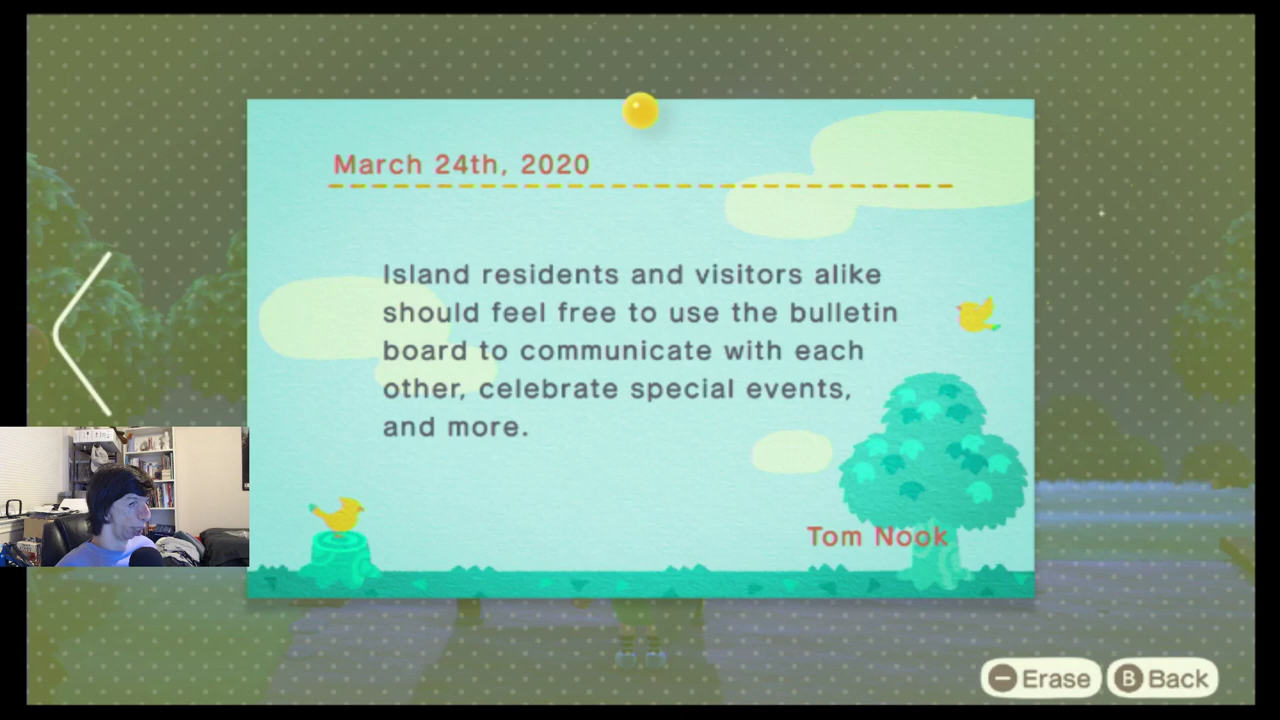 March 24th, 2020
Island residents and visitors alike
should feel free to use the bulletin
board to communicate with each
other, celebrate special events,
and more.
Tom Nook
Erase
B Back